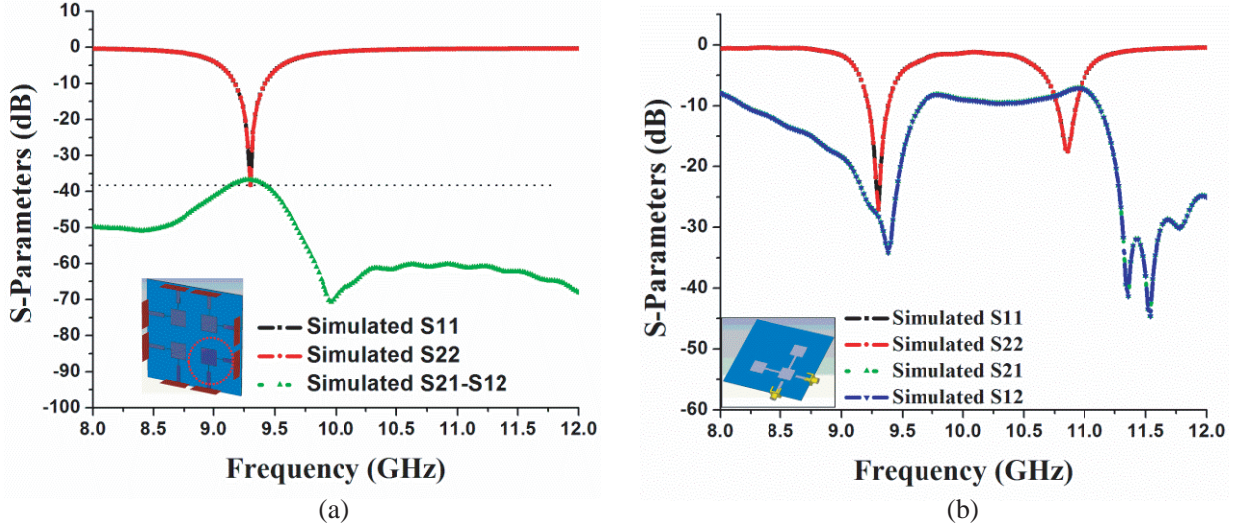 S-Parameters (dB)
10
0
-10
-20
-30
-40
-50
-60
-70
-80
-90
-100
Simulated S11
Simulated S22
Simulated S21-S12
8.0 8.5 9.0 9.5 10.0 10.5 11.0 11.5 12.0
Frequency (GHz)
(a)
S-Parameters (dB)
0
-10
-20
-30
-40
-50
-60
Simulated S11
Simulated S22
Simulated S21
Simulated S12
8.0 8.5 9.0 9.5 10.0 10.5 11.0 11.5 12.0
Frequency (GHz)
(b)